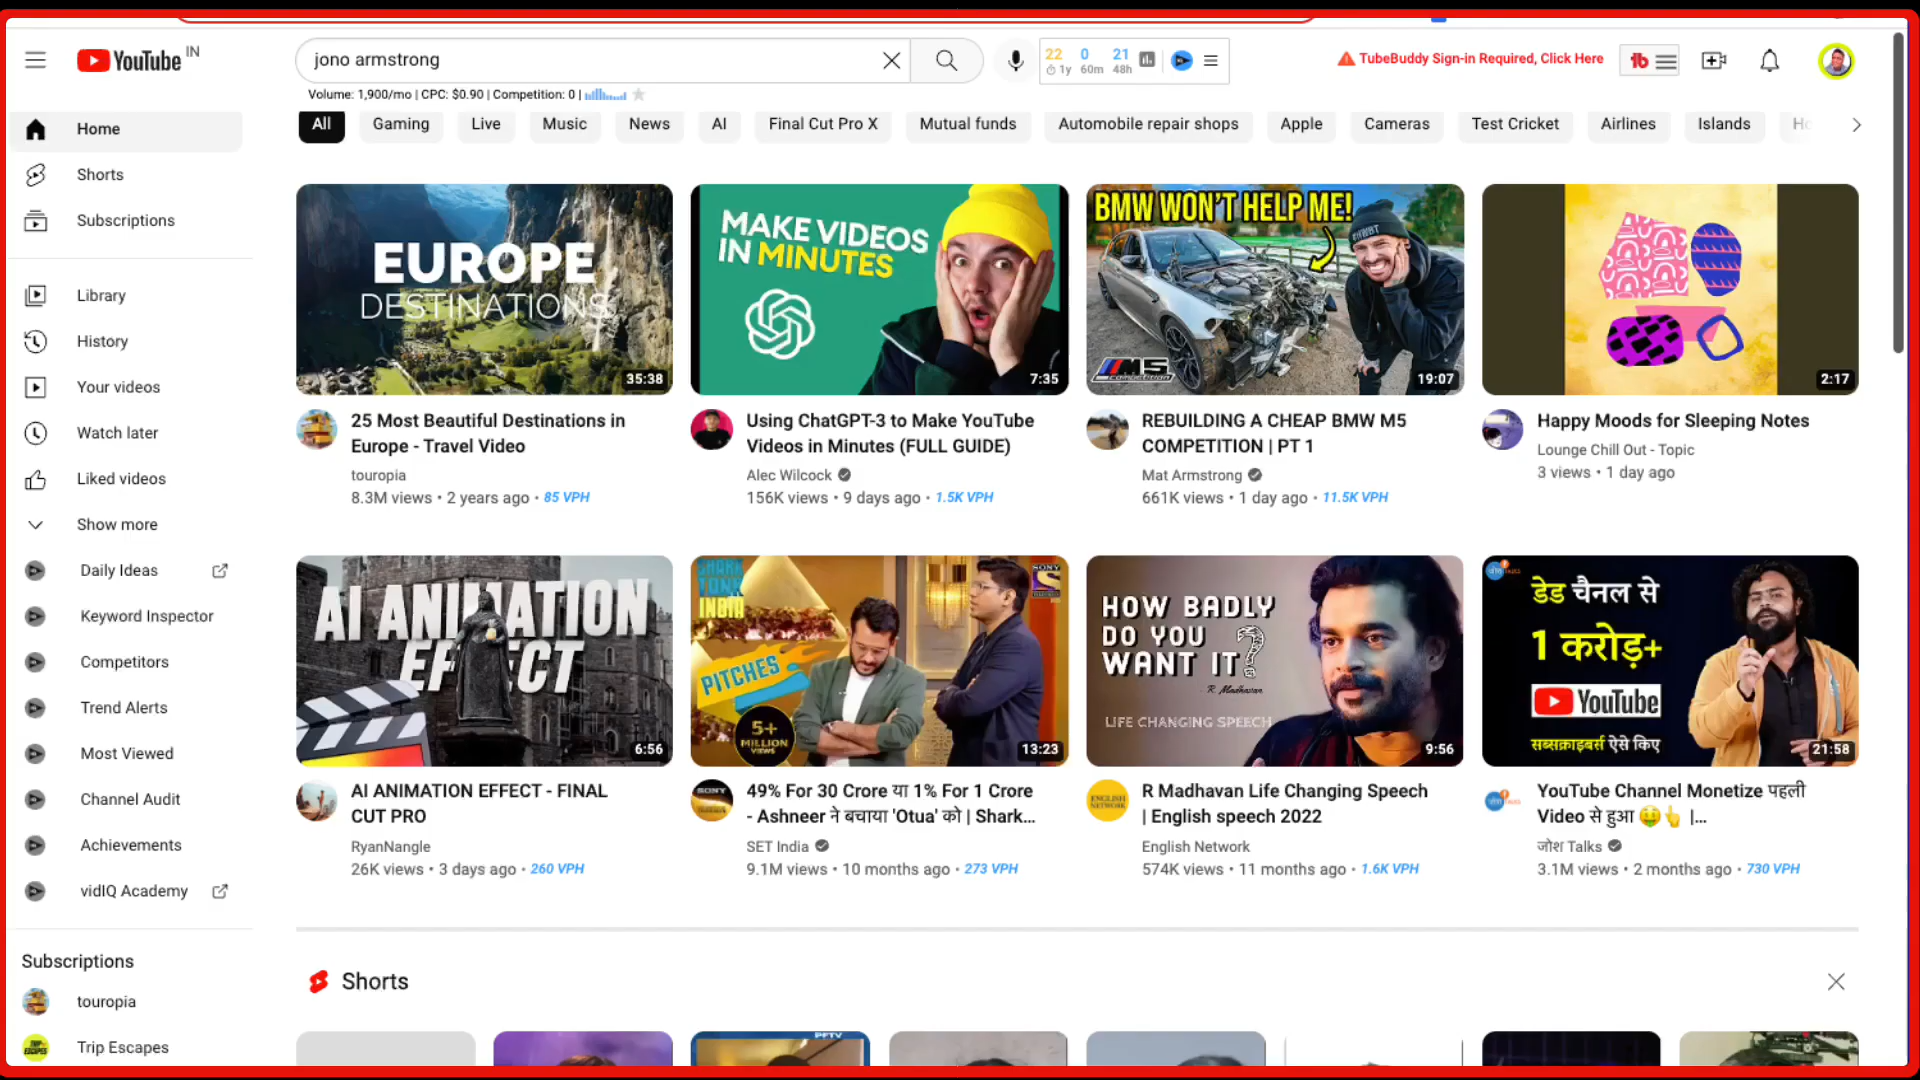 YouTube IN
jono armstrong
22 0 21
1y 60m 48h
TubeBuddy Sign-in Required, Click Here
tb
Volume: 1,900/mo | CPC: $0.90 | Competition: 0 |
All Gaming Live Music News AI Final Cut Pro X Mutual funds Automobile repair shops Apple Cameras Test Cricket Airlines Islands
Home
Shorts
Subscriptions
Library
History
Your videos
Watch later
Liked videos
Show more
Daily Ideas
Keyword Inspector
Competitors
Trend Alerts
Most Viewed
Channel Audit
Achievements
vidIQ Academy
Subscriptions
touropia
Trip Escapes
EUROPE
DESTINATIONS
35:38
25 Most Beautiful Destinations in
Europe - Travel Video
touropia
8.3M views • 2 years ago • 85 VPH
MAKE VIDEOS
IN MINUTES
7:35
Using ChatGPT-3 to Make YouTube
Videos in Minutes (FULL GUIDE)
Alec Wilcock
156K views • 9 days ago • 1.5K VPH
BMW WON'T HELP ME!
M5
competition
19:07
REBUILDING A CHEAP BMW M5
COMPETITION | PT 1
Mat Armstrong
661K views • 1 day ago • 11.5K VPH
2:17
Happy Moods for Sleeping Notes
Lounge Chill Out - Topic
3 views • 1 day ago
AI ANIMATION
EFFECT
6:56
AI ANIMATION EFFECT - FINAL
CUT PRO
RyanNangle
26K views • 3 days ago • 260 VPH
SHARK
TANK
INDIA
SONY
PITCHES
5+
MILLION
VIEWS
13:23
49% For 30 Crore या 1% For 1 Crore
- Ashneer ने बचाया 'Otua' को | Shark...
SET India
9.1M views • 10 months ago • 273 VPH
HOW BADLY
DO YOU
WANT IT?
- R. Madhavan
LIFE CHANGING SPEECH
9:56
ENGLISH
NETWORK
R Madhavan Life Changing Speech
| English speech 2022
English Network
574K views • 11 months ago • 1.6K VPH
डेड चैनल से
1 करोड़+
YouTube
सब्सक्राइबर्स ऐसे किए
21:58
YouTube Channel Monetize पहली
Video से हुआ 🤑👆 |...
जोश Talks
3.1M views • 2 months ago • 730 VPH
Shorts